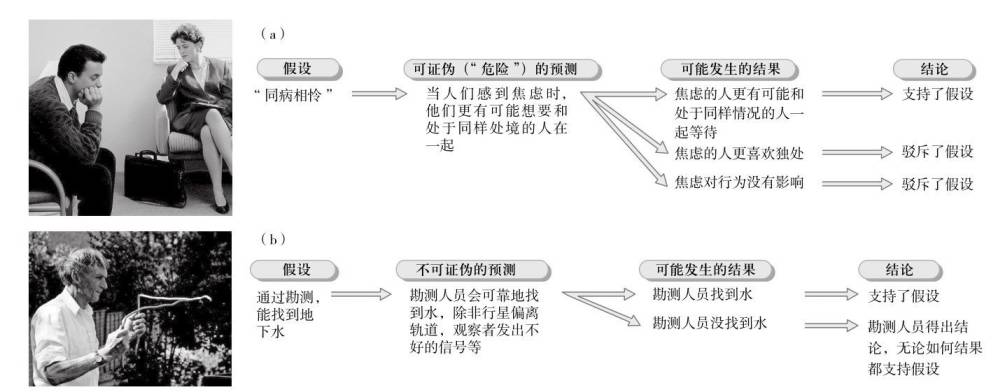 （a）
假设
可证伪（“危险”）的预测
可能发生的结果
结论
“同病相怜”
当人们感到焦虑时，
他们更有可能想要和
处于同样处境的人在
一起
焦虑的人更有可能和
处于同样情况的人一
起等待
支持了假设
焦虑的人更喜欢独处
驳斥了假设
焦虑对行为没有影响
驳斥了假设
（b）
假设
不可证伪的预测
可能发生的结果
结论
通过勘测，
能找到地
下水
勘测人员会可靠地找
到水，除非行星偏离
轨道，观察者发出不
好的信号等
勘测人员找到水
支持了假设
勘测人员没找到水
勘测人员得出结
论，无论如何结果
都支持假设